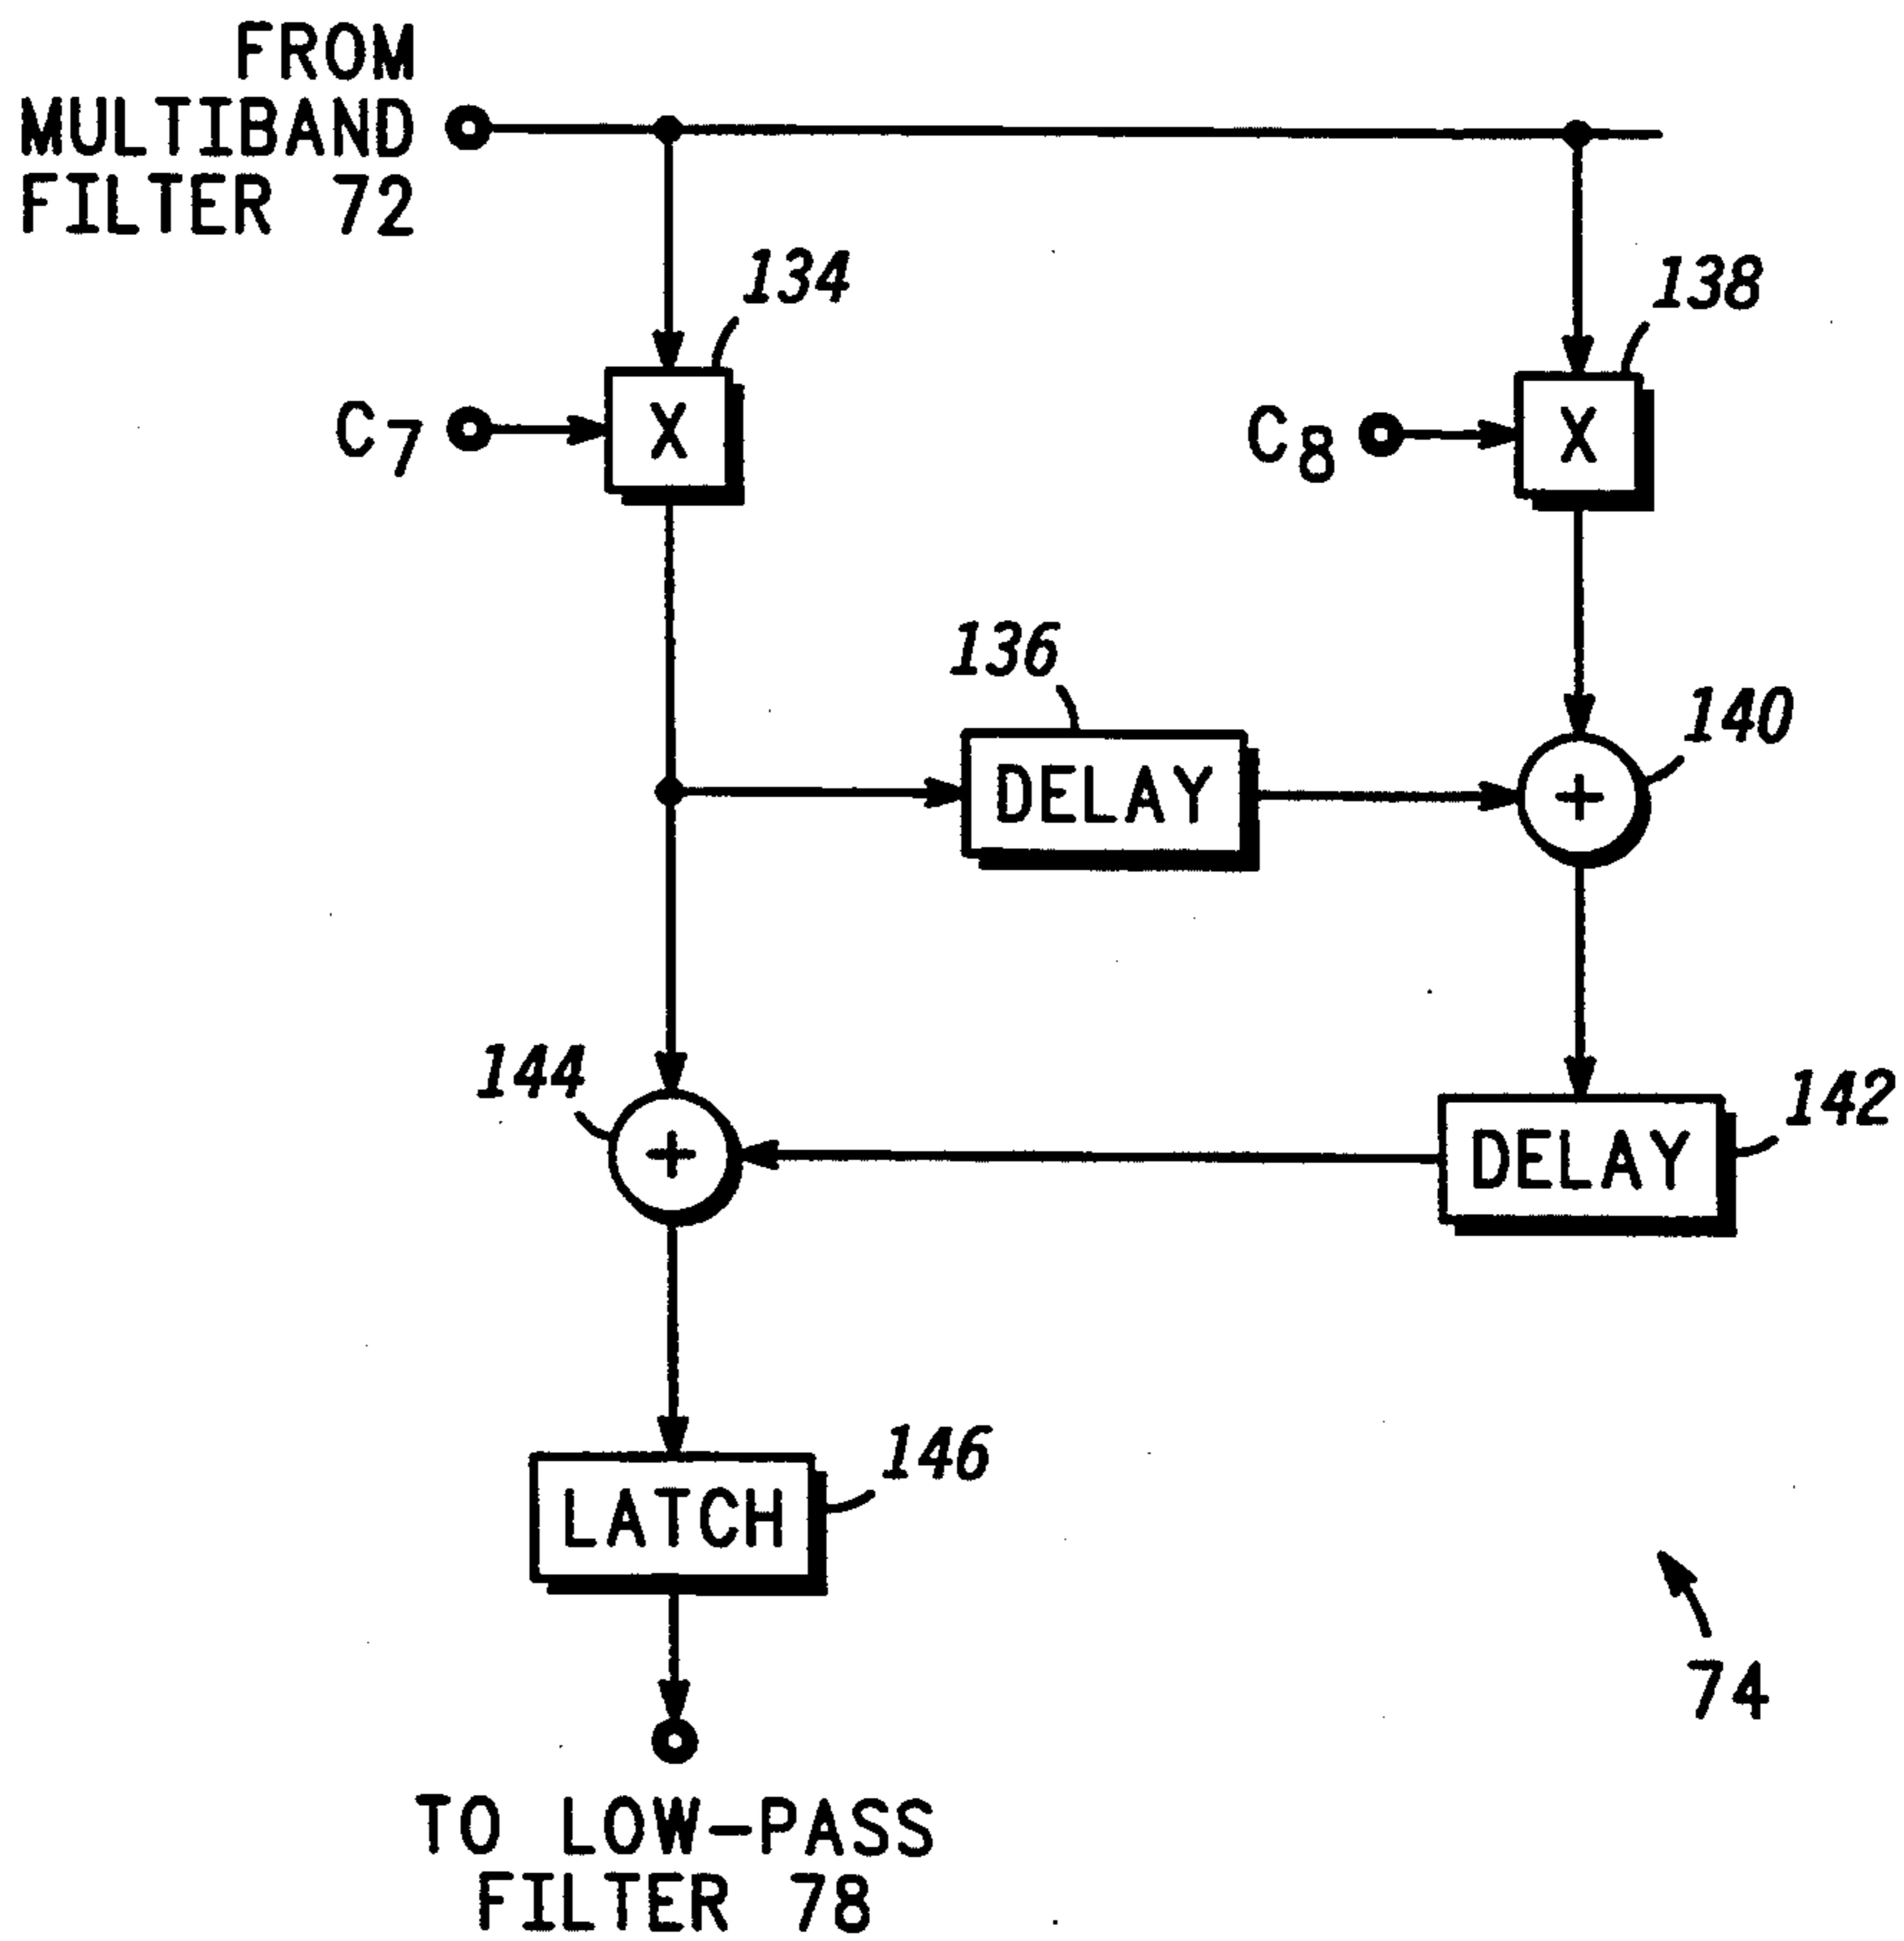 FROM
MULTIBAND
FILTER 72
134
138
C7
X
C8
X
136
140
DELAY
+
144
142
+
DELAY
146
LATCH
74
TO LOW-PASS
FILTER 78